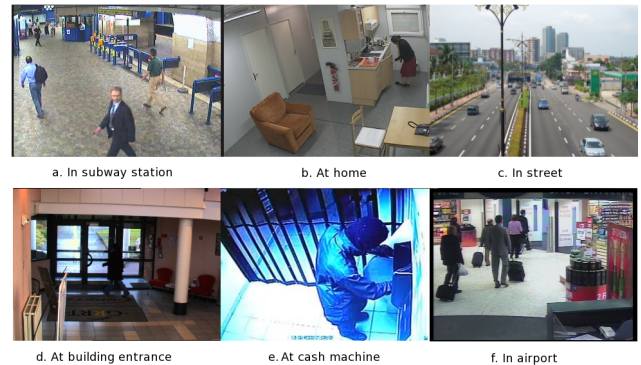 a. In subway station
b. At home
c. In street
d. At building entrance
e. At cash machine
f. In airport